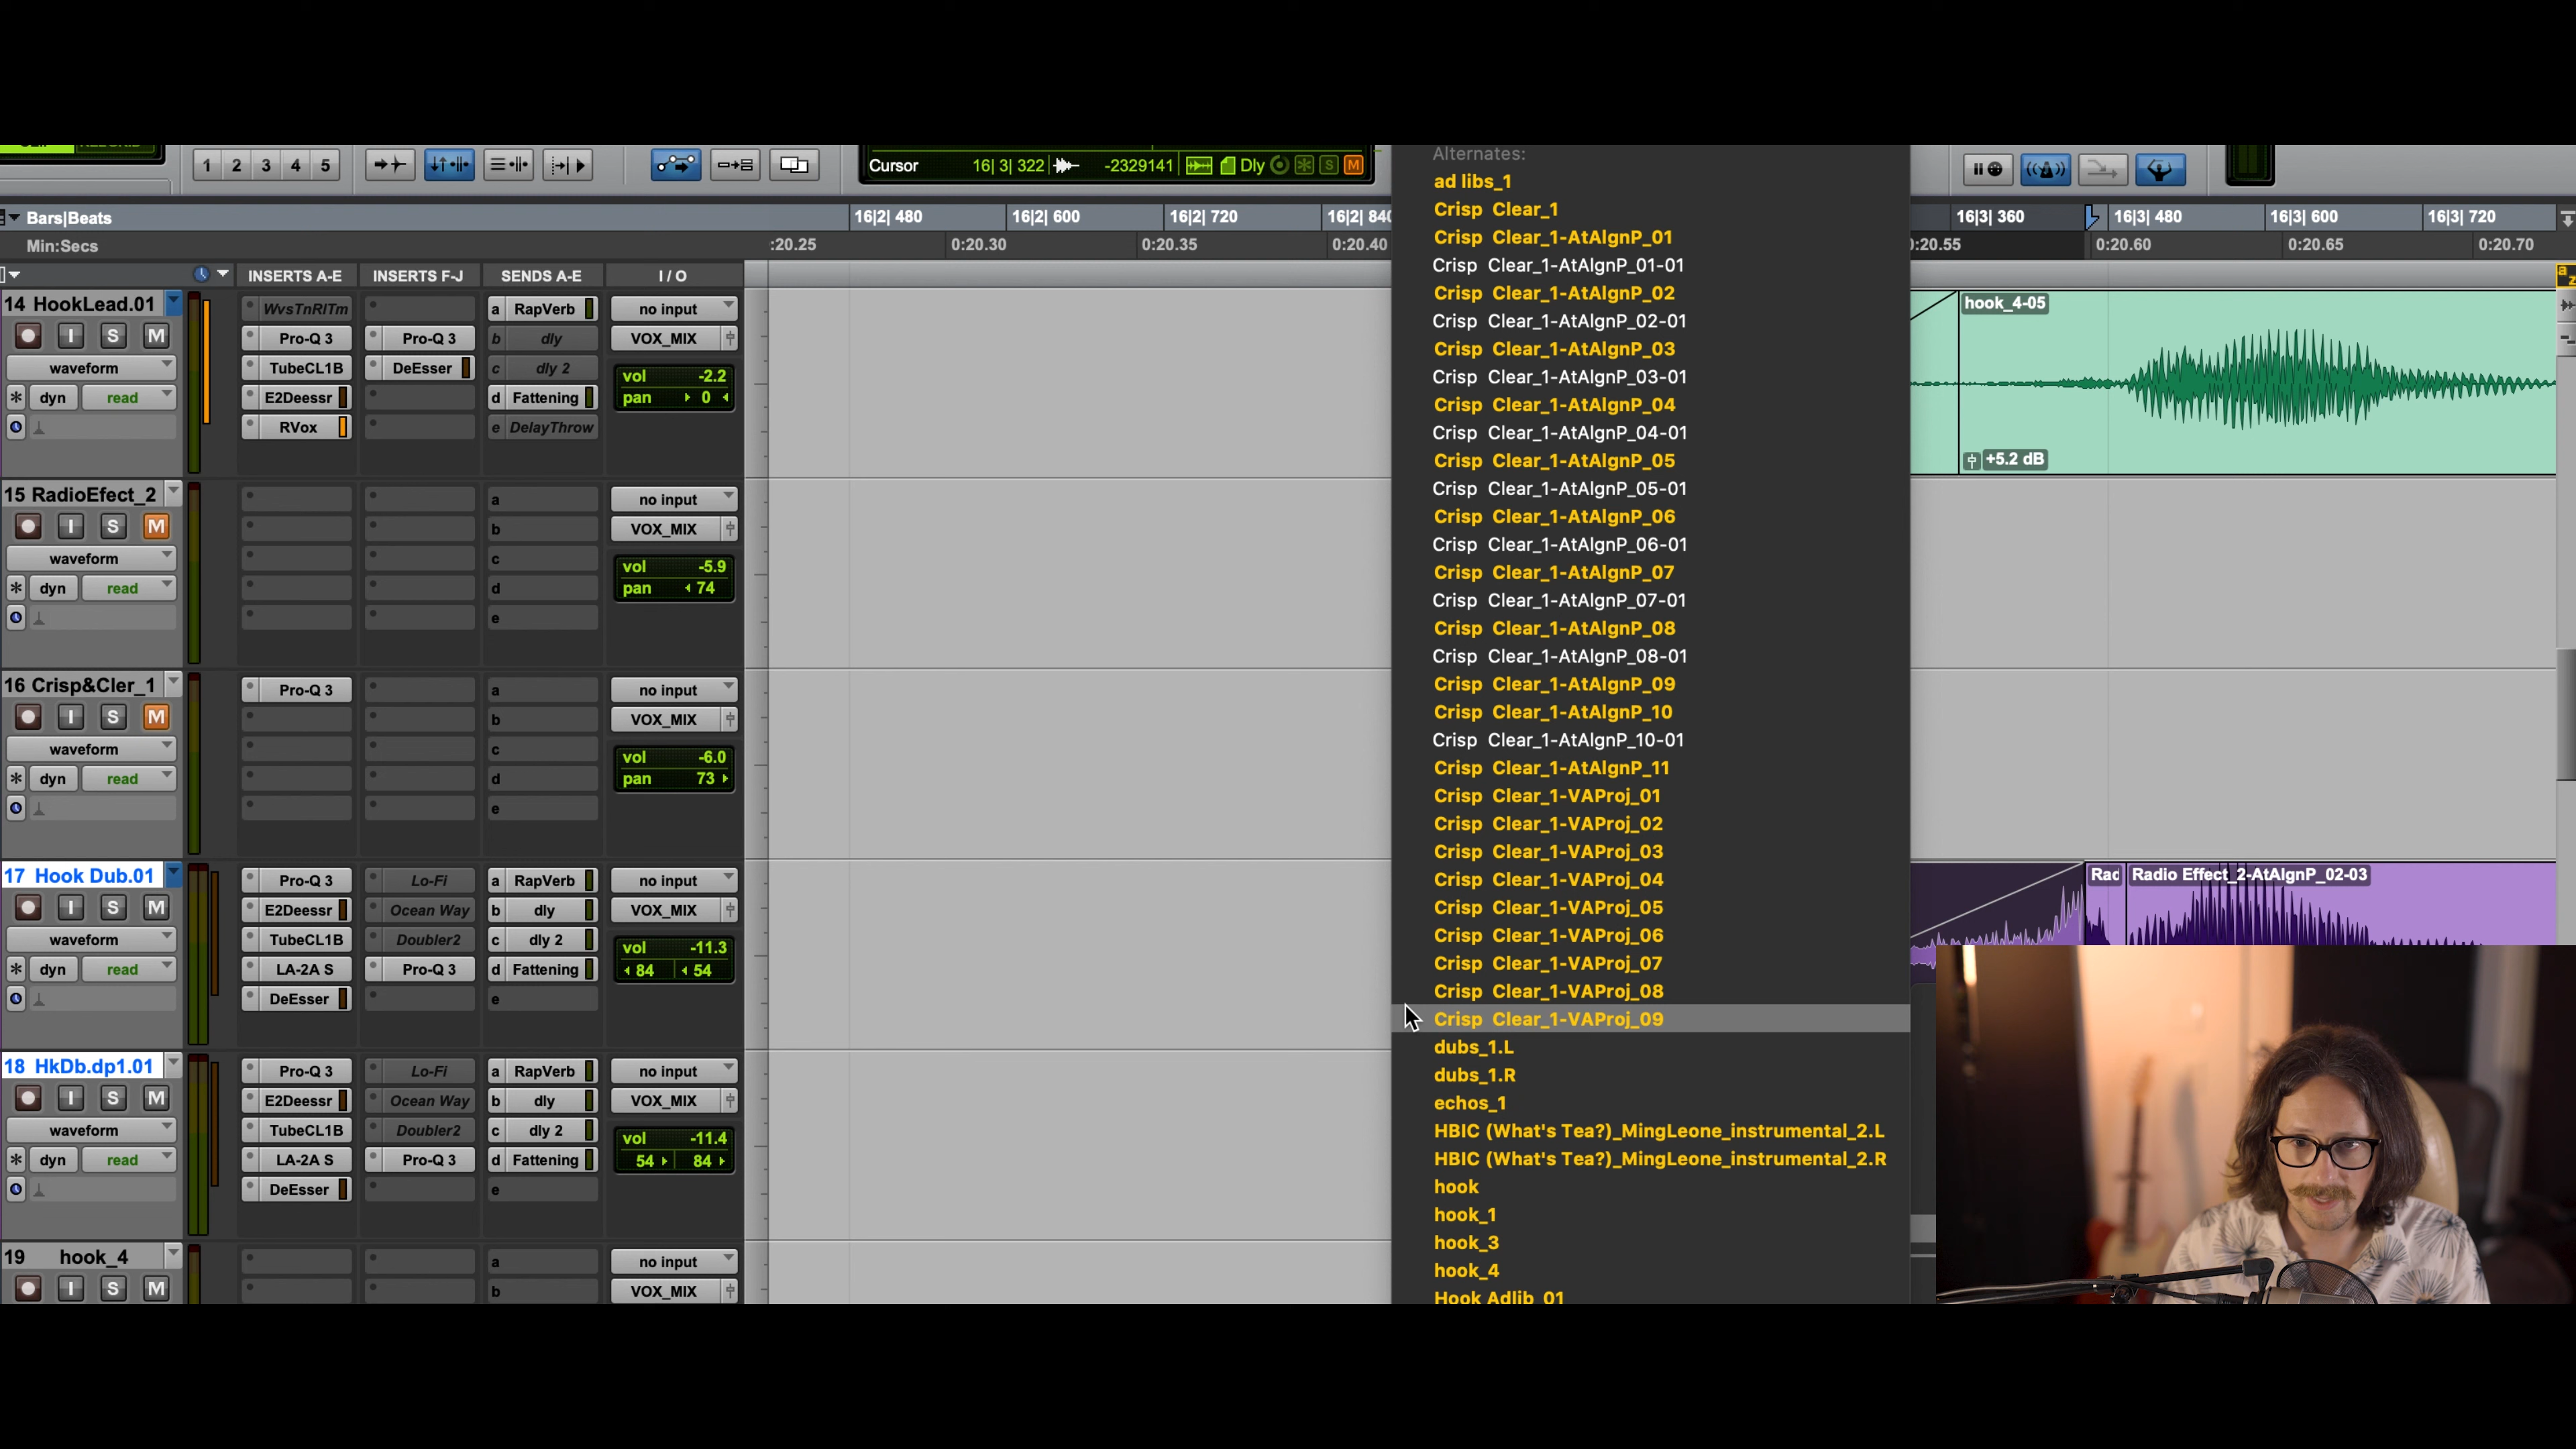 1 2 3 4 5
Cursor 16| 3| 322 -2329141 Dly S M
Bars|Beats
16|2| 480 16|2| 600 16|2| 720 16|2| 840 16|3| 360 16|3| 480 16|3| 600 16|3| 720
Min:Secs
:20.25 0:20.30 0:20.35 0:20.40 0:20.55 0:20.60 0:20.65 0:20.70
INSERTS A-E INSERTS F-J SENDS A-E I / O
a
z
14 HookLead.01
I S M
waveform
dyn read
WvsTnRlTm
Pro-Q 3
TubeCL1B
E2Deessr
RVox
Pro-Q 3
DeEsser
a RapVerb
b dly
c dly 2
d Fattening
e DelayThrow
no input
VOX_MIX
vol -2.2
pan 0
15 RadioEfect_2
I S M
waveform
dyn read
a
b
c
d
e
no input
VOX_MIX
vol -5.9
pan 74
16 Crisp&Cler_1
I S M
waveform
dyn read
Pro-Q 3
a
b
c
d
e
no input
VOX_MIX
vol -6.0
pan 73
17 Hook Dub.01
I S M
waveform
dyn read
Pro-Q 3
E2Deessr
TubeCL1B
LA-2A S
DeEsser
Lo-Fi
Ocean Way
Doubler2
Pro-Q 3
a RapVerb
b dly
c dly 2
d Fattening
e
no input
VOX_MIX
vol -11.3
84 54
18 HkDb.dp1.01
I S M
waveform
dyn read
Pro-Q 3
E2Deessr
TubeCL1B
LA-2A S
DeEsser
Lo-Fi
Ocean Way
Doubler2
Pro-Q 3
a RapVerb
b dly
c dly 2
d Fattening
e
no input
VOX_MIX
vol -11.4
54 84
19 hook_4
I S M
a
b
no input
VOX_MIX
Alternates:
ad libs_1
Crisp Clear_1
Crisp Clear_1-AtAlgnP_01
Crisp Clear_1-AtAlgnP_01-01
Crisp Clear_1-AtAlgnP_02
Crisp Clear_1-AtAlgnP_02-01
Crisp Clear_1-AtAlgnP_03
Crisp Clear_1-AtAlgnP_03-01
Crisp Clear_1-AtAlgnP_04
Crisp Clear_1-AtAlgnP_04-01
Crisp Clear_1-AtAlgnP_05
Crisp Clear_1-AtAlgnP_05-01
Crisp Clear_1-AtAlgnP_06
Crisp Clear_1-AtAlgnP_06-01
Crisp Clear_1-AtAlgnP_07
Crisp Clear_1-AtAlgnP_07-01
Crisp Clear_1-AtAlgnP_08
Crisp Clear_1-AtAlgnP_08-01
Crisp Clear_1-AtAlgnP_09
Crisp Clear_1-AtAlgnP_10
Crisp Clear_1-AtAlgnP_10-01
Crisp Clear_1-AtAlgnP_11
Crisp Clear_1-VAProj_01
Crisp Clear_1-VAProj_02
Crisp Clear_1-VAProj_03
Crisp Clear_1-VAProj_04
Crisp Clear_1-VAProj_05
Crisp Clear_1-VAProj_06
Crisp Clear_1-VAProj_07
Crisp Clear_1-VAProj_08
Crisp Clear_1-VAProj_09
dubs_1.L
dubs_1.R
echos_1
HBIC (What's Tea?)_MingLeone_instrumental_2.L
HBIC (What's Tea?)_MingLeone_instrumental_2.R
hook
hook_1
hook_3
hook_4
Hook Adlib_01
hook_4-05
+5.2 dB
Rad
Radio Effect_2-AtAlgnP_02-03